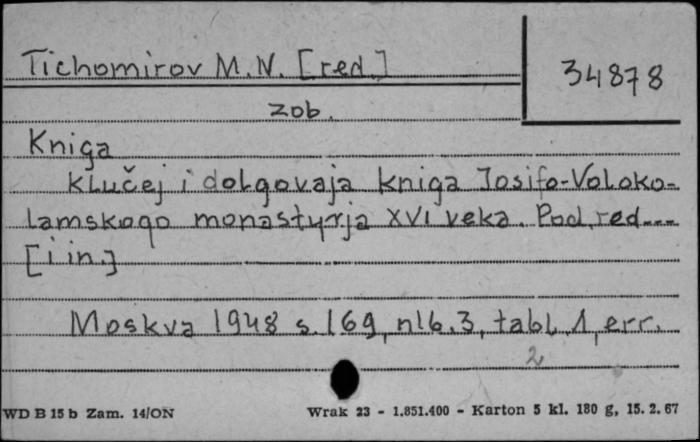 Tichomirov M.N. [red.]
34878
zob.
Kniga
ključej i dolgovaja kniga Iosifo-Voloko-
lamskogo monastyrja XVI veka. Pod. red...
[i in.]
Moskva 1948 s. 169, nlb. 3, tabl. 1, err.
2
WD B 15 b Zam. 14/ON
Wrak 23 - 1.851.400 - Karton 5 kl. 180 g, 15. 2. 67